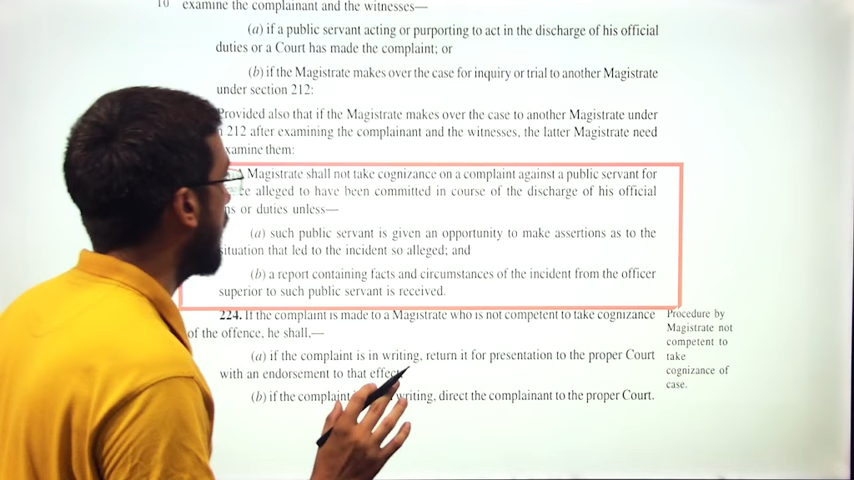 10 examine the complainant and the witnesses—
(a) if a public servant acting or purporting to act in the discharge of his official
duties or a Court has made the complaint; or
(b) if the Magistrate makes over the case for inquiry or trial to another Magistrate
under section 212:
Provided also that if the Magistrate makes over the case to another Magistrate under
212 after examining the complainant and the witnesses, the latter Magistrate need
examine them:
A Magistrate shall not take cognizance on a complaint against a public servant for
alleged to have been committed in course of the discharge of his official
or duties unless—
(a) such public servant is given an opportunity to make assertions as to the
situation that led to the incident so alleged; and
(b) a report containing facts and circumstances of the incident from the officer
superior to such public servant is received.
224. If the complaint is made to a Magistrate who is not competent to take cognizance
of the offence, he shall,—
(a) if the complaint is in writing, return it for presentation to the proper Court
with an endorsement to that effect
(b) if the complaint writing, direct the complainant to the proper Court.
Procedure by
Magistrate not
competent to
take
cognizance of
case.